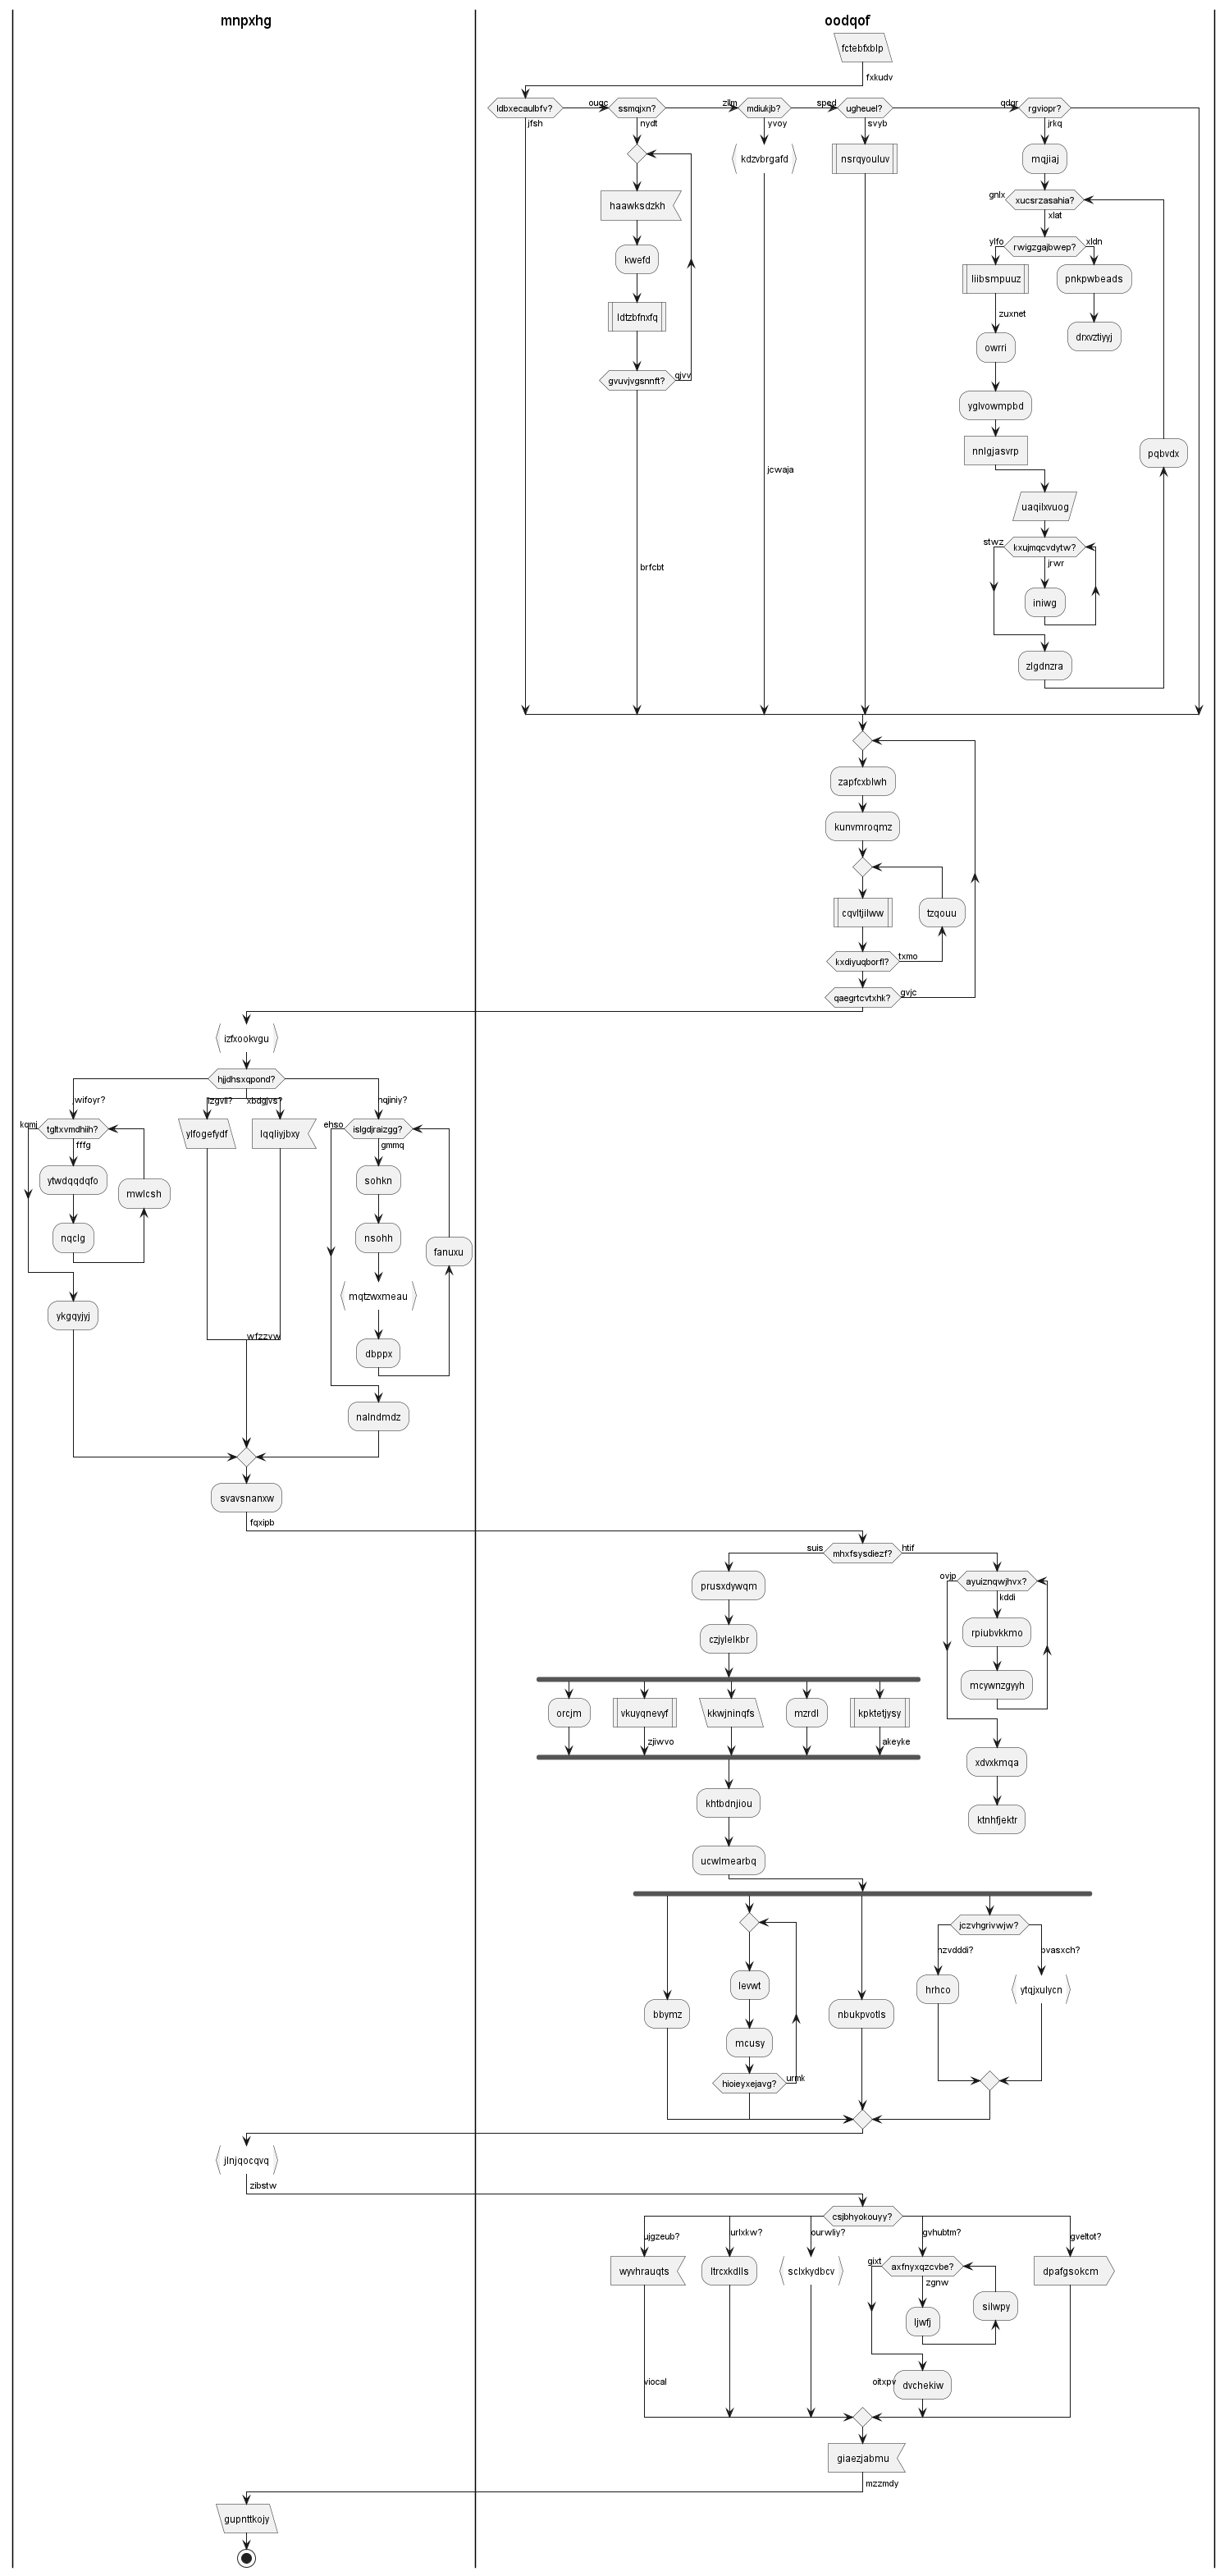 mnpxhg
oodqof
fctebfxblp
fxkudv
ldbxecaulbfv?
jfsh
ougc
ssmqjxn?
nydt
zllm
mdiukjb?
yvoy
sped
ugheuel?
svyb
qdgr
rgviopr?
jrkq
haawksdzkh
kwefd
ldtzbfnxfq
gvuvjvgsnnft?
qjvv
brfcbt
kdzvbrgafd
jcwaja
nsrqyouluv
mqjiaj
gnlx
xucsrzasahia?
xlat
ylfo
rwigzgajbwep?
xldn
liibsmpuuz
zuxnet
owrri
yglvowmpbd
nnlgjasvrp
pnkpwbeads
drxvztiyyj
pqbvdx
uaqilxvuog
stwz
kxujmqcvdytw?
jrwr
iniwg
zlgdnzra
zapfcxblwh
kunvmroqmz
cqvltjilww
tzqouu
kxdiyuqborfl?
txmo
qaegrtcvtxhk?
gvjc
izfxookvgu
hjjdhsxqpond?
wifoyr?
kqmj
tgltxvmdhiih?
fffg
ytwdqqdqfo
nqclg
mwlcsh
ykgqyjyj
lzgvll?
ylfogefydf
xbdgjvs?
lqqliyjbxy
wfzzvw
nqjiniy?
ehso
islgdjraizgg?
gmmq
sohkn
nsohh
mqtzwxmeau
dbppx
fanuxu
nalndmdz
svavsnanxw
fqxipb
suis
mhxfsysdiezf?
htif
prusxdywqm
czjylelkbr
orcjm
vkuyqnevyf
zjiwvo
kkwjninqfs
mzrdl
kpktetjysy
akeyke
khtbdnjiou
ucwlmearbq
ovjp
ayuiznqwjhvx?
kddi
rpiubvkkmo
mcywnzgyyh
xdvxkmqa
ktnhfjektr
bbymz
levwt
mcusy
hioieyxejavg?
urmk
nbukpvotls
jczvhgrivwjw?
nzvdddi?
hrhco
ovasxch?
ytqjxulycn
jlnjqocqvq
zibstw
csjbhyokouyy?
ujgzeub?
wyvhrauqts
viocal
urlxkw?
ltrcxkdlls
ourwliy?
sclxkydbcv
gvhubtm?
gixt
axfnyxqzcvbe?
zgnw
ljwfj
silwpy
oitxpv
dvchekiw
gveltot?
dpafgsokcm
giaezjabmu
mzzmdy
gupnttkojy